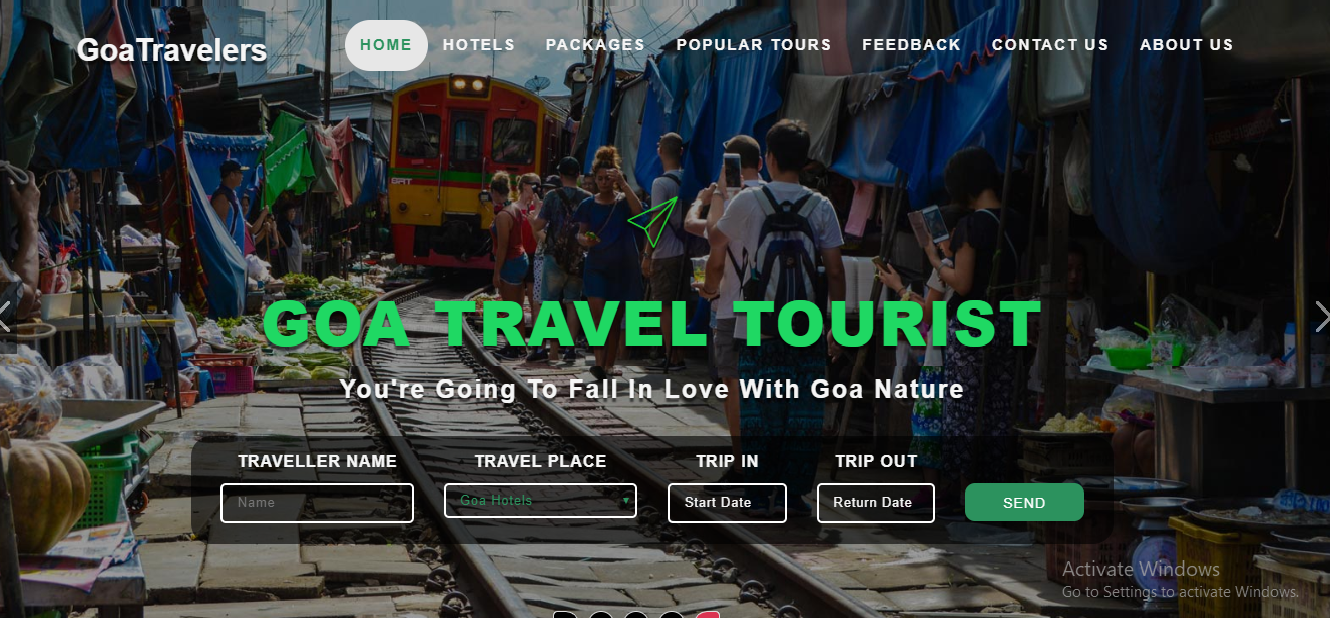 GoaTravelers
HOME
HOTELS
PACKAGES
POPULAR TOURS
FEEDBACK
CONTACT US
ABOUT US
GOA TRAVEL TOURIST
You're Going To Fall In Love With Goa Nature
TRAVELLER NAME
TRAVEL PLACE
TRIP IN
TRIP OUT
Name
Goa Hotels
Start Date
Return Date
SEND
Activate Windows
Go to Settings to activate Windows.